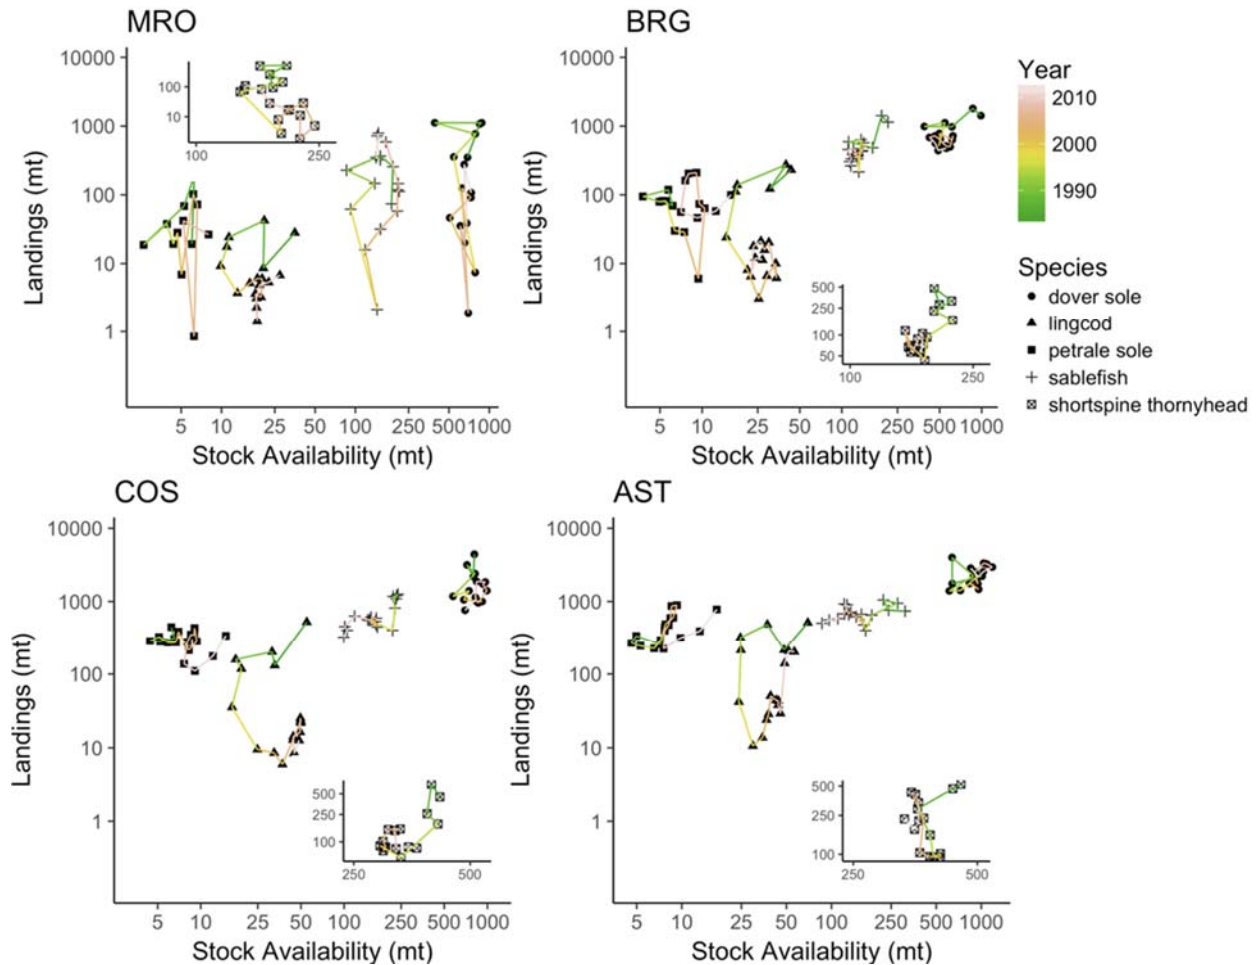 MRO
10000
1000
100
10
1
Landings (mt)
100
10
100 250
5 10 25 50 100 250 500 1000
Stock Availability (mt)
BRG
10000
1000
100
10
1
Landings (mt)
500
250
100
50
100 250
5 10 25 50 100 250 500 1000
Stock Availability (mt)
Year
2010
2000
1990
Species
dover sole
lingcod
petrale sole
sablefish
shortspine thornyhead
COS
10000
1000
100
10
1
Landings (mt)
500
250
100
250 500
5 10 25 50 100 250 500 1000
Stock Availability (mt)
AST
10000
1000
100
10
1
Landings (mt)
500
250
100
250 500
5 10 25 50 100 250 500 1000
Stock Availability (mt)